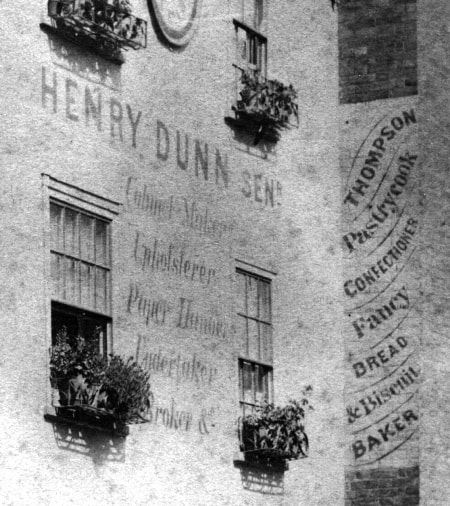 HENRY DUNN SENR
Cabinet Maker
Upholsterer
Paper Hanger
Undertaker
Broker &c
THOMPSON
Pastrycook
CONFECTIONER
Fancy
BREAD
& Biscuit
BAKER